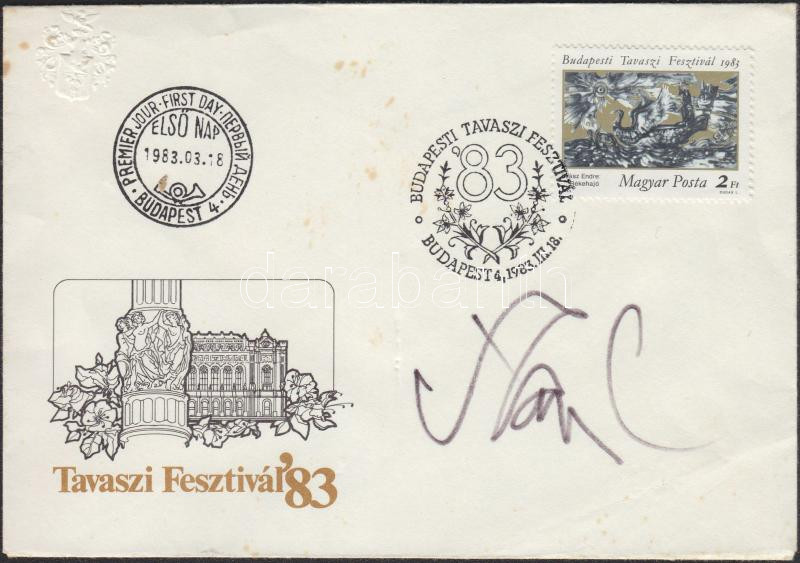 Budapesti Tavaszi Fesztivál 1983
Magyar Posta 2 Ft
PREMIER JOUR · FIRST DAY · ПЕРВЫЙ ДЕНЬ ·
ELSŐ NAP
1983.03.18
BUDAPEST 4.
BUDAPESTI TAVASZI FESZTIVÁL
83
BUDAPEST 4, 1983.III.18.
darabanth
Tavaszi Fesztivál '83